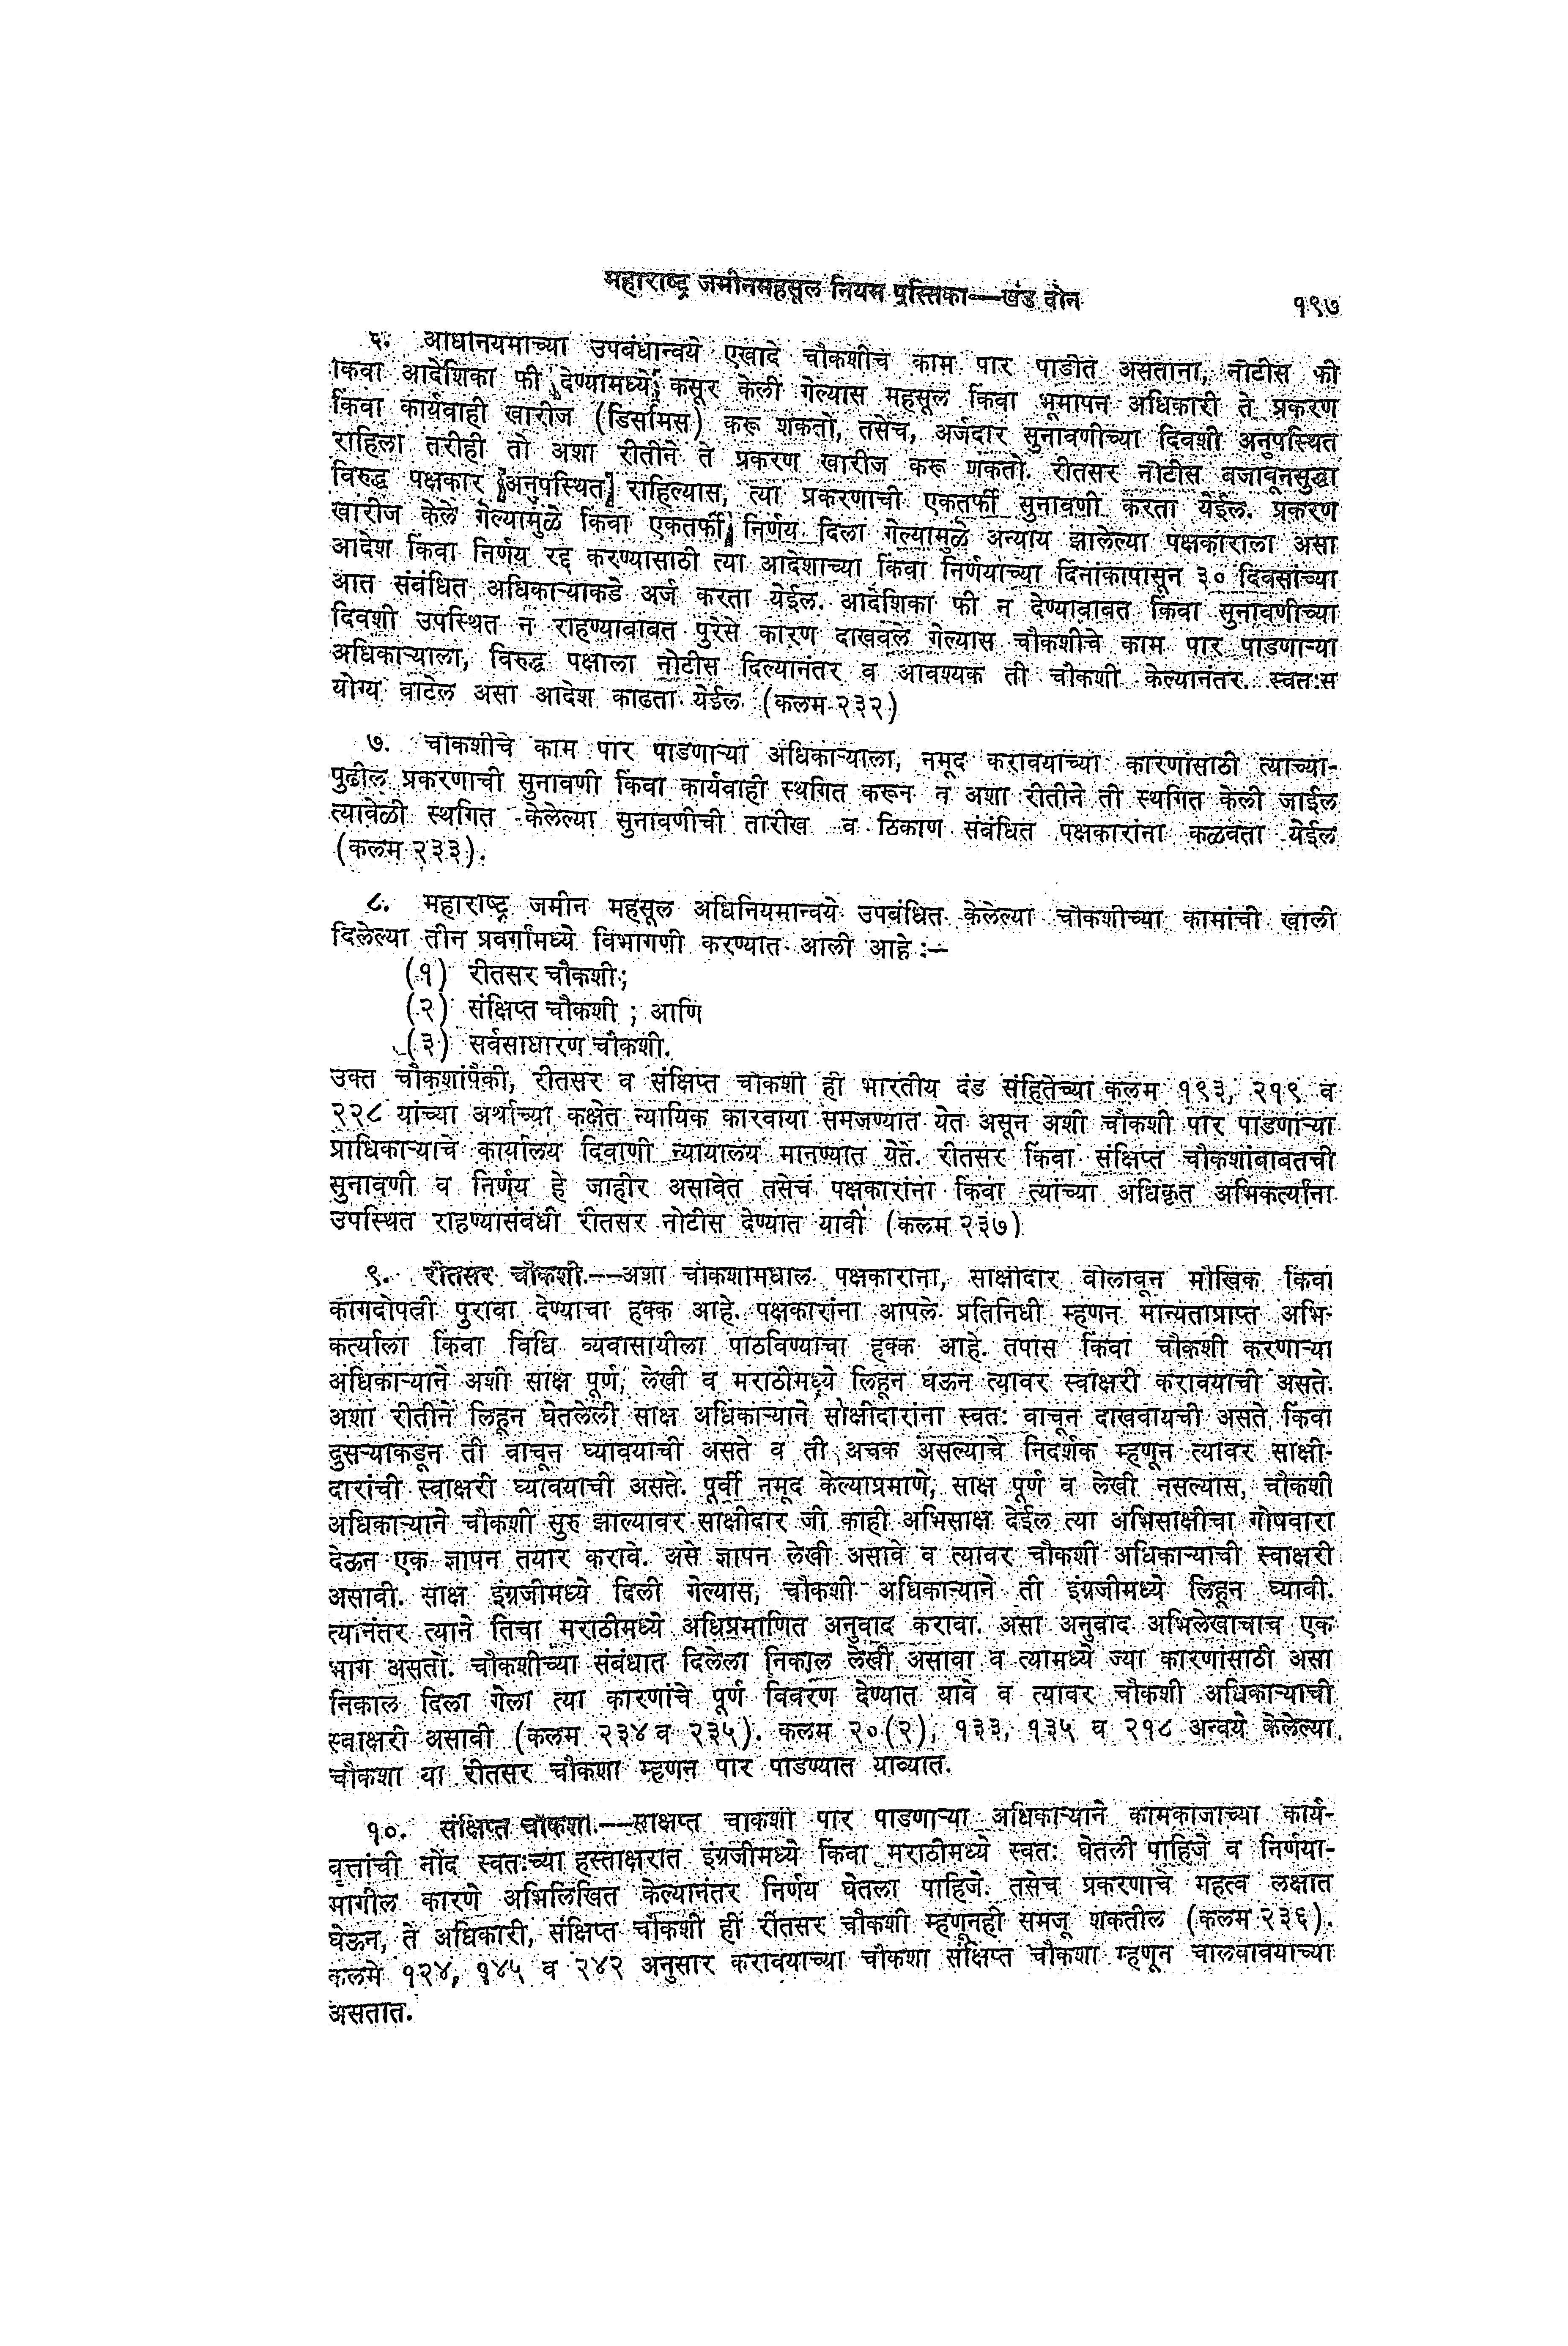 महाराष्ट्र जमीनमहसूल नियम पुस्तिका—खंड दोन १९७
६. अधिनियमाच्या उपबंधान्वये एखादे चौकशीचे काम पार पाडीत असताना, नोटीस फी
किंवा आदेशिका फी देण्यामध्ये कसूर केली गेल्यास महसूल किंवा भूमापन अधिकारी ते प्रकरण
किंवा कार्यवाही खारीज (डिसमिस) करू शकतो, तसेच, अर्जदार सुनावणीच्या दिवशी अनुपस्थित
राहिला तरीही तो अशा रीतीने ते प्रकरण खारीज करू शकतो. रीतसर नोटीस बजावूनसुद्धा
विरुद्ध पक्षकार अनुपस्थित राहिल्यास, त्या प्रकरणाची एकतर्फी सुनावणी करता येईल. प्रकरण
खारीज केले गेल्यामुळे किंवा एकतर्फी निर्णय दिला गेल्यामुळे अन्याय झालेल्या पक्षकाराला असा
आदेश किंवा निर्णय रद्द करण्यासाठी त्या आदेशाच्या किंवा निर्णयाच्या दिनांकापासून ३० दिवसांच्या
आत संबंधित अधिकाऱ्याकडे अर्ज करता येईल. आदेशिका फी न देण्याबाबत किंवा सुनावणीच्या
दिवशी उपस्थित न राहण्याबाबत पुरेसे कारण दाखवले गेल्यास चौकशीचे काम पार पाडणाऱ्या
अधिकाऱ्याला, विरुद्ध पक्षाला नोटीस दिल्यानंतर व आवश्यक ती चौकशी केल्यानंतर स्वतःस
योग्य वाटेल असा आदेश काढता येईल (कलम २३२)
७. चौकशीचे काम पार पाडणाऱ्या अधिकाऱ्याला, नमूद करावयाच्या कारणांसाठी त्याच्या-
पुढील प्रकरणाची सुनावणी किंवा कार्यवाही स्थगित करून व अशा रीतीने ती स्थगित केली जाईल
त्यावेळी स्थगित केलेल्या सुनावणीची तारीख व ठिकाण संबंधित पक्षकारांना कळवता येईल
(कलम २३३).
८. महाराष्ट्र जमीन महसूल अधिनियमान्वये उपबंधित केलेल्या चौकशीच्या कामांची खाली
दिलेल्या तीन प्रवर्गांमध्ये विभागणी करण्यात आली आहे :—
(१) रीतसर चौकशी;
(२) संक्षिप्त चौकशी ; आणि
(३) सर्वसाधारण चौकशी.
उक्त चौकशांपैकी, रीतसर व संक्षिप्त चौकशी ही भारतीय दंड संहितेच्या कलम १९३, २१९ व
२२८ यांच्या अर्थाच्या कक्षेत न्यायिक कारवाया समजण्यात येत असून अशी चौकशी पार पाडणाऱ्या
प्राधिकाऱ्याचे कार्यालय दिवाणी न्यायालय मानण्यात येते. रीतसर किंवा संक्षिप्त चौकशांबाबतची
सुनावणी व निर्णय हे जाहीर असावेत तसेच पक्षकारांना किंवा त्यांच्या अधिकृत अभिकर्त्यांना
उपस्थित राहण्यासंबंधी रीतसर नोटीस देण्यात यावी (कलम २३७)
९. रीतसर चौकशी.——अशा चौकशीमधील पक्षकारांना, साक्षीदार बोलावून मौखिक किंवा
कागदोपत्री पुरावा देण्याचा हक्क आहे. पक्षकारांना आपले प्रतिनिधी म्हणून मान्यताप्राप्त अभि-
कर्त्याला किंवा विधि व्यवसायीला पाठविण्याचा हक्क आहे. तपास किंवा चौकशी करणाऱ्या
अधिकाऱ्याने अशी साक्ष पूर्ण, लेखी व मराठीमध्ये लिहून घेऊन त्यावर स्वाक्षरी करावयाची असते.
अशा रीतीने लिहून घेतलेली साक्ष अधिकाऱ्याने साक्षीदारांना स्वतः वाचून दाखवायची असते किंवा
दुसऱ्याकडून ती वाचून घ्यावयाची असते व ती अचूक असल्याचे निदर्शक म्हणून त्यावर साक्षी-
दारांची स्वाक्षरी घ्यावयाची असते. पूर्वी नमूद केल्याप्रमाणे, साक्ष पूर्ण व लेखी नसल्यास, चौकशी
अधिकाऱ्याने चौकशी सुरु झाल्यावर साक्षीदार जी काही अभिसाक्ष देईल त्या अभिसाक्षीचा गोषवारा
देऊन एक ज्ञापन तयार करावे. असे ज्ञापन लेखी असावे व त्यावर चौकशी अधिकाऱ्याची स्वाक्षरी
असावी. साक्ष इंग्रजीमध्ये दिली गेल्यास, चौकशी अधिकाऱ्याने ती इंग्रजीमध्ये लिहून घ्यावी.
त्यानंतर त्याने तिचा मराठीमध्ये अधिप्रमाणित अनुवाद करावा. असा अनुवाद अभिलेखाचाच एक
भाग असतो. चौकशीच्या संबंधात दिलेला निकाल लेखी असावा व त्यामध्ये ज्या कारणांसाठी असा
निकाल दिला गेला त्या कारणांचे पूर्ण विवरण देण्यात यावे व त्यावर चौकशी अधिकाऱ्याची
स्वाक्षरी असावी (कलम २३४ व २३५). कलम २०(२), १३३, १३५ व २१८ अन्वये केलेल्या
चौकशा या रीतसर चौकशा म्हणून पार पाडण्यात याव्यात.
१०. संक्षिप्त चौकशी.——संक्षिप्त चौकशी पार पाडणाऱ्या अधिकाऱ्याने कामकाजाच्या कार्य-
वृत्तांची नोंद स्वतःच्या हस्ताक्षरात इंग्रजीमध्ये किंवा मराठीमध्ये स्वतः घेतली पाहिजे व निर्णया-
मागील कारणे अभिलिखित केल्यानंतर निर्णय घेतला पाहिजे. तसेच प्रकरणाचे महत्व लक्षात
घेऊन, ते अधिकारी, संक्षिप्त चौकशी ही रीतसर चौकशी म्हणूनही समजू शकतील (कलम २३६).
कलमे १२४, १४५ व २४२ अनुसार करावयाच्या चौकशा संक्षिप्त चौकशा म्हणून चालवावयाच्या
असतात.